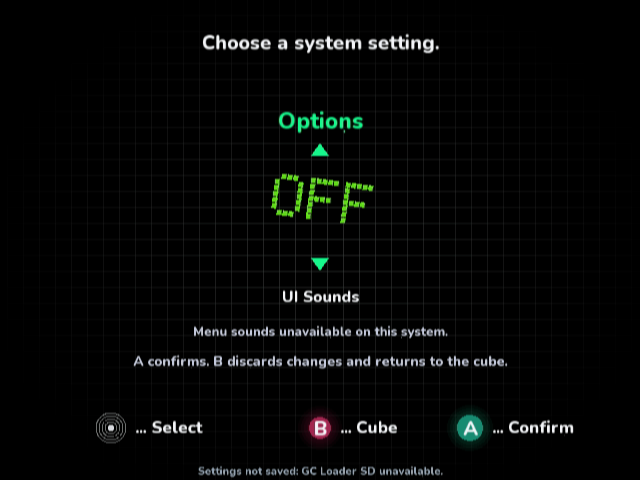 Choose a system setting.
Options
OFF
UI Sounds
Menu sounds unavailable on this system.
A confirms. B discards changes and returns to the cube.
... Select B ... Cube A ... Confirm
Settings not saved: GC Loader SD unavailable.